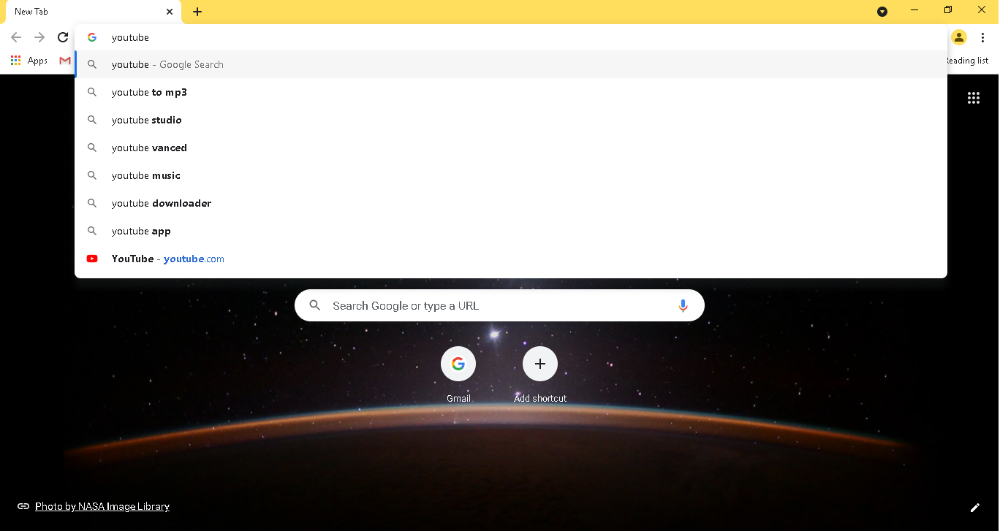 New Tab
youtube
Apps
Reading list
youtube - Google Search
youtube to mp3
youtube studio
youtube vanced
youtube music
youtube downloader
youtube app
YouTube - youtube.com
Search Google or type a URL
Gmail
Add shortcut
Photo by NASA Image Library